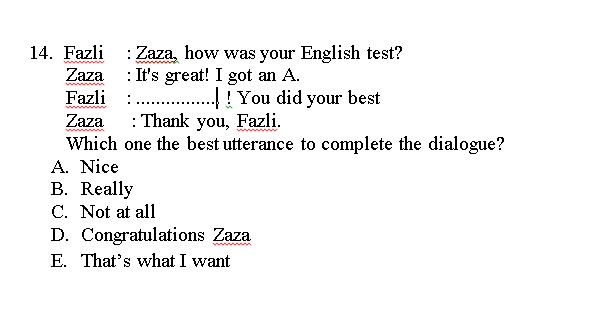 14. Fazli : Zaza, how was your English test?
Zaza : It's great! I got an A.
Fazli : ................! ! You did your best
Zaza : Thank you, Fazli.
Which one the best utterance to complete the dialogue?
A. Nice
B. Really
C. Not at all
D. Congratulations Zaza
E. That’s what I want